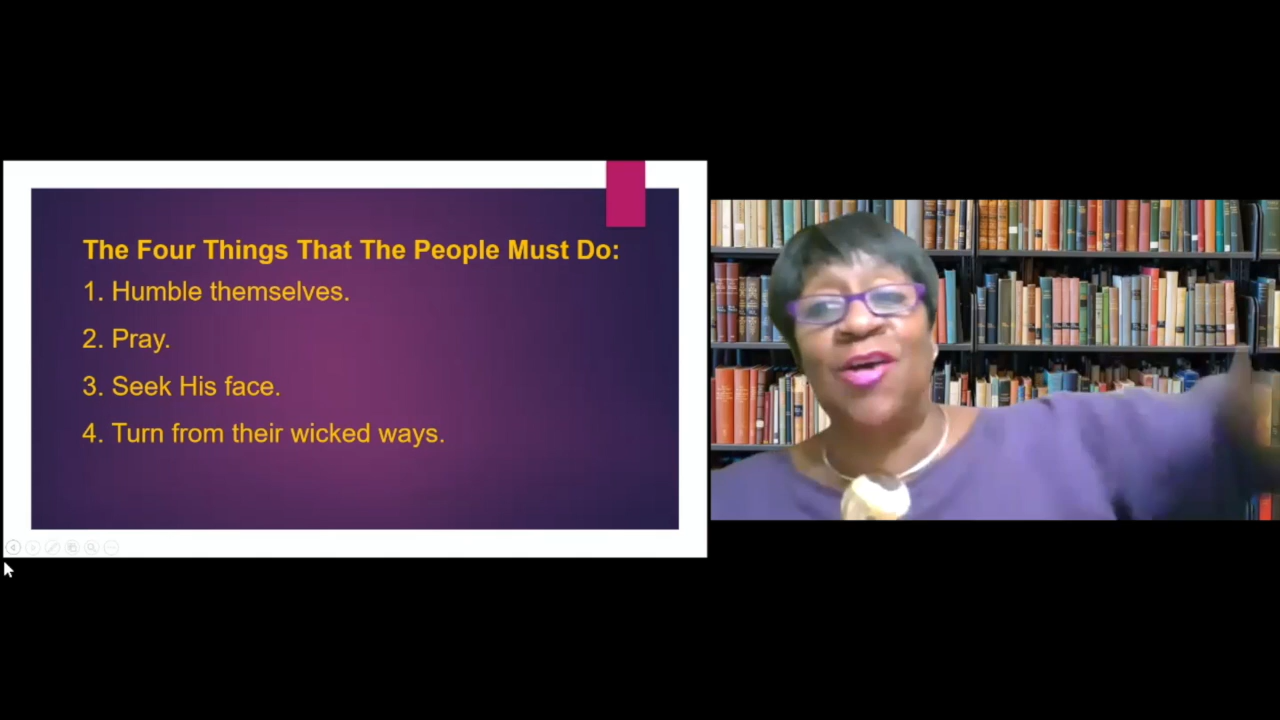 The Four Things That The People Must Do:
1. Humble themselves.
2. Pray.
3. Seek His face.
4. Turn from their wicked ways.